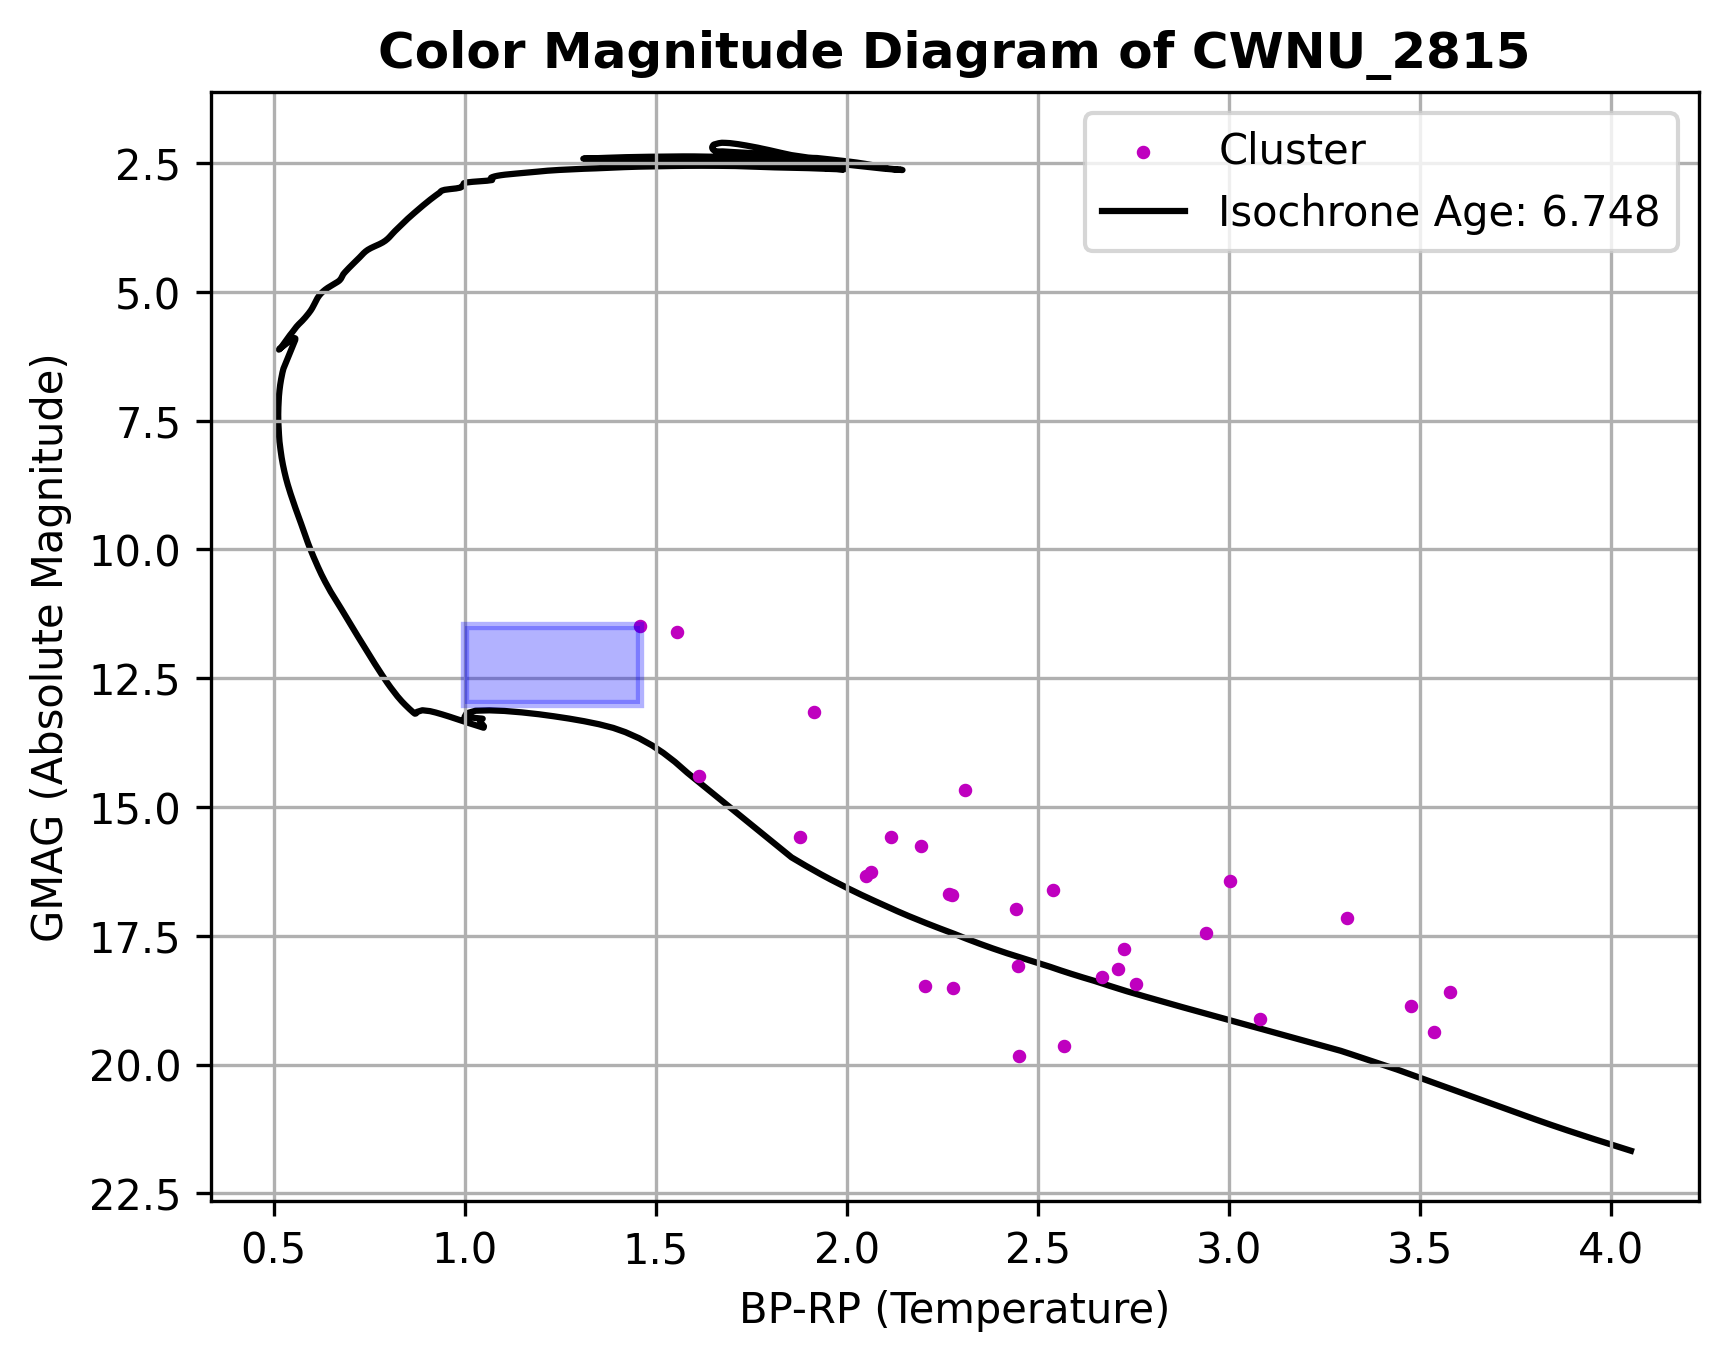 Color Magnitude Diagram of CWNU_2815
Cluster
Isochrone Age: 6.748
GMAG (Absolute Magnitude)
2.5
5.0
7.5
10.0
12.5
15.0
17.5
20.0
22.5
0.5 1.0 1.5 2.0 2.5 3.0 3.5 4.0
BP-RP (Temperature)